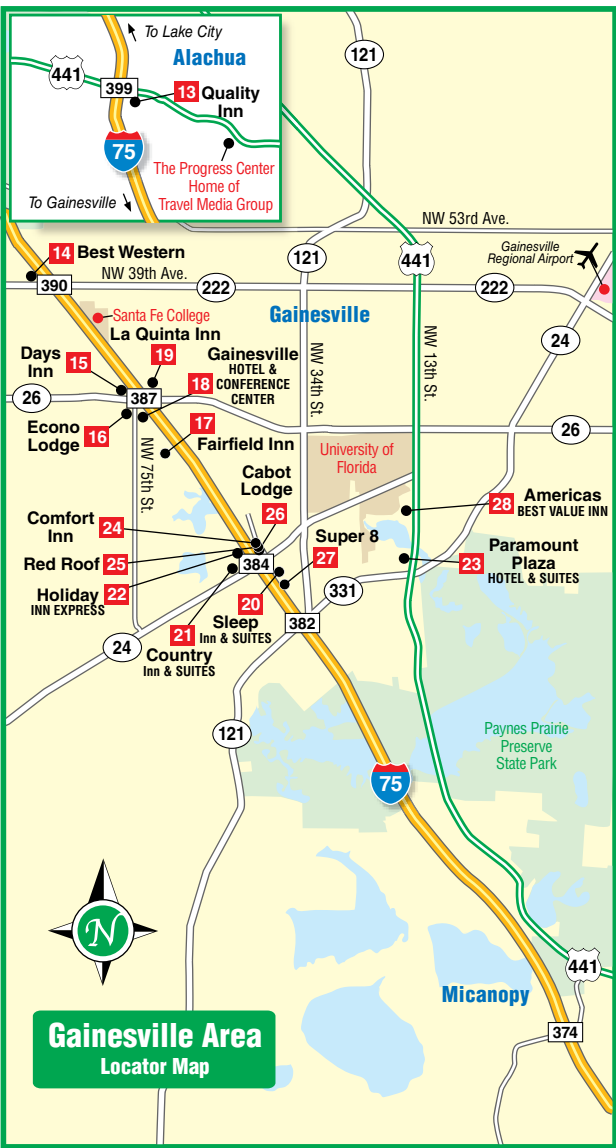 To Lake City
Alachua
441
399
13 Quality
Inn
75
The Progress Center
Home of
Travel Media Group
To Gainesville
121
NW 53rd Ave.
14 Best Western
NW 39th Ave.
390
222
121
441
222
Gainesville
Regional Airport
Gainesville
Santa Fe College
La Quinta Inn
19
Days
Inn
15
Gainesville
HOTEL &
CONFERENCE
CENTER
18
NW 34th St.
NW 13th St.
24
26
387
Econo
Lodge
16
17
Fairfield Inn
NW 75th St.
26
University of
Florida
Cabot
Lodge
26
Americas
BEST VALUE INN
28
Comfort
Inn
24
Super 8
27
Red Roof 25
384
Paramount
Plaza
HOTEL & SUITES
23
Holiday
INN EXPRESS
22
20
Sleep
Inn & SUITES
331
382
21
Country
Inn & SUITES
24
121
Paynes Prairie
Preserve
State Park
75
N
441
Micanopy
374
Gainesville Area
Locator Map